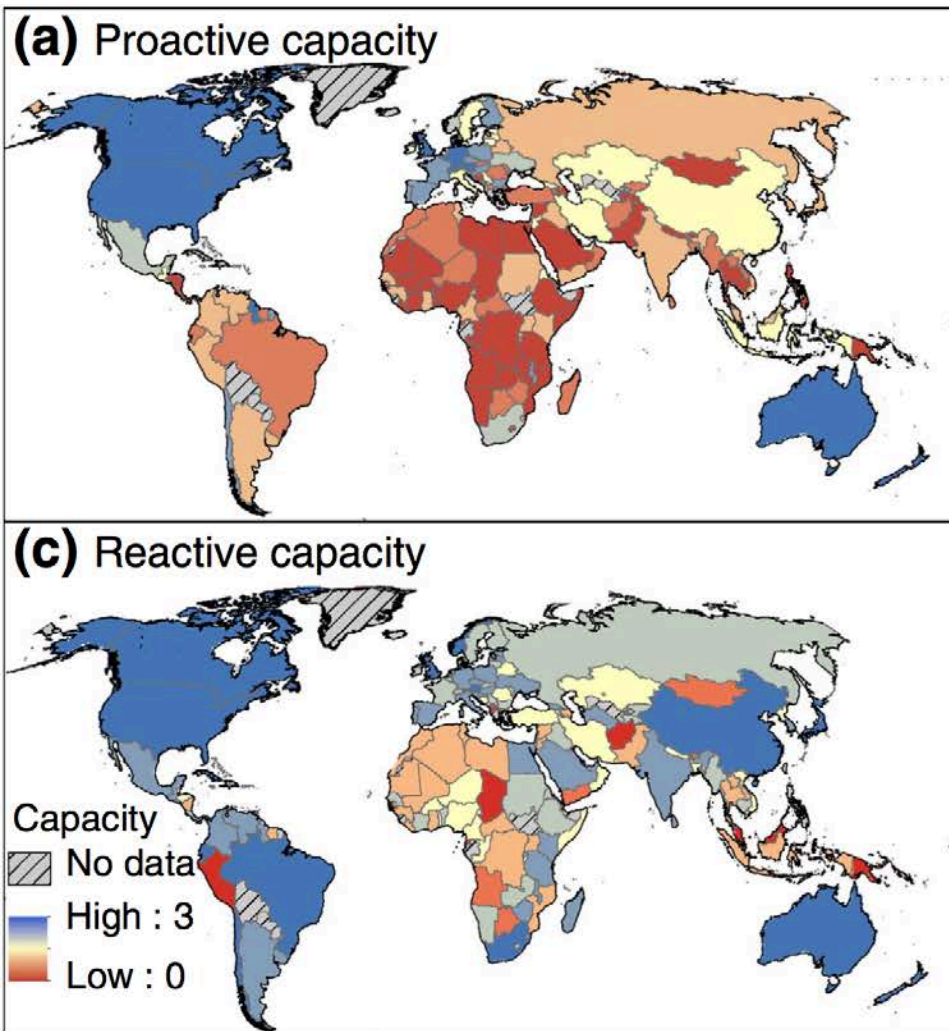 (a) Proactive capacity
(c) Reactive capacity
Capacity
No data
High : 3
Low : 0